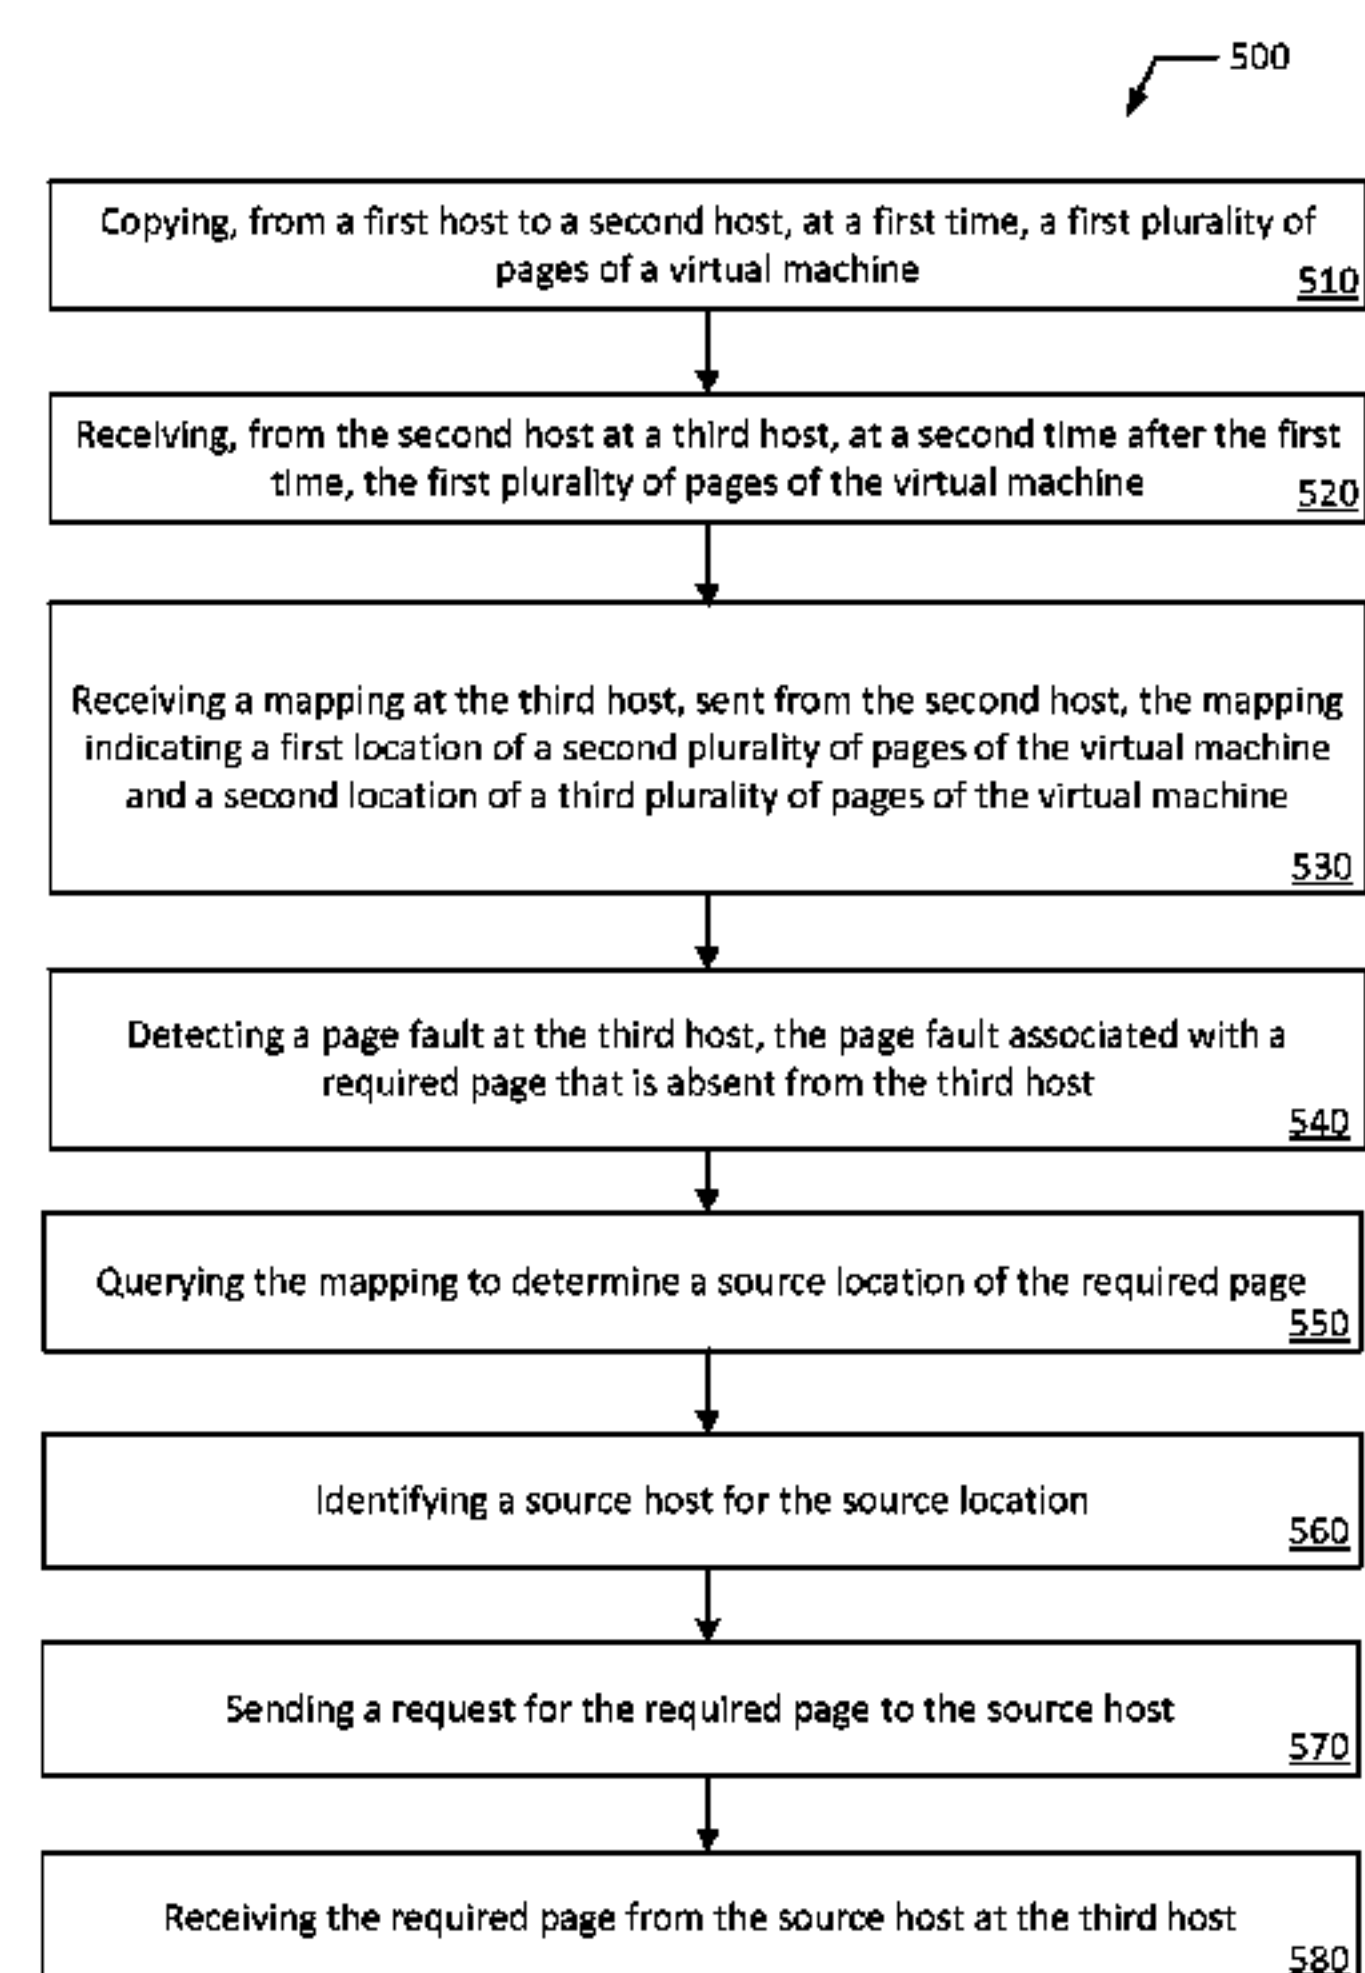 500
Copying, from a first host to a second host, at a first time, a first plurality of
pages of a virtual machine
510
Receiving, from the second host at a third host, at a second time after the first
time, the first plurality of pages of the virtual machine
520
Receiving a mapping at the third host, sent from the second host, the mapping
indicating a first location of a second plurality of pages of the virtual machine
and a second location of a third plurality of pages of the virtual machine
530
Detecting a page fault at the third host, the page fault associated with a
required page that is absent from the third host
540
Querying the mapping to determine a source location of the required page
550
Identifying a source host for the source location
560
Sending a request for the required page to the source host
570
Receiving the required page from the source host at the third host
580